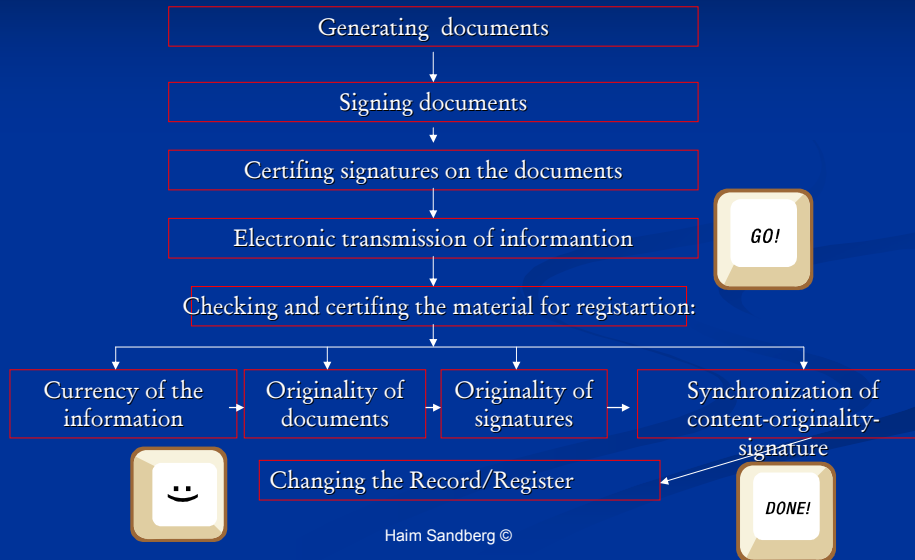 Generating documents
Signing documents
Certifing signatures on the documents
Electronic transmission of informantion
GO!
Checking and certifing the material for registartion:
Currency of the
information
Originality of
documents
Originality of
signatures
Synchronization of
content-originality-
signature
:)
Changing the Record/Register
DONE!
Haim Sandberg ©